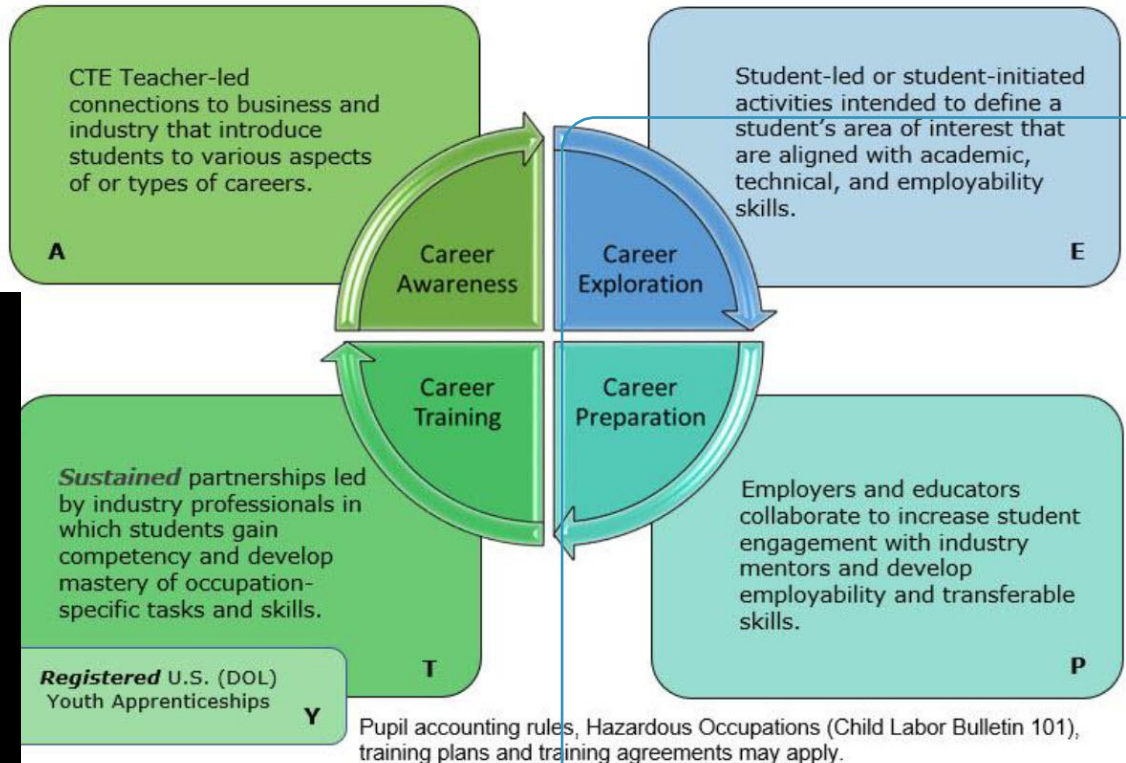 CTE Teacher-led
connections to business and
industry that introduce
students to various aspects
of or types of careers.
A
Student-led or student-initiated
activities intended to define a
student's area of interest that
are aligned with academic,
technical, and employability
skills.
E
Career
Awareness
Career
Exploration
Career
Training
Career
Preparation
Sustained partnerships led
by industry professionals in
which students gain
competency and develop
mastery of occupation-
specific tasks and skills.
T
Registered U.S. (DOL)
Youth Apprenticeships
Y
Employers and educators
collaborate to increase student
engagement with industry
mentors and develop
employability and transferable
skills.
P
Pupil accounting rules, Hazardous Occupations (Child Labor Bulletin 101),
training plans and training agreements may apply.